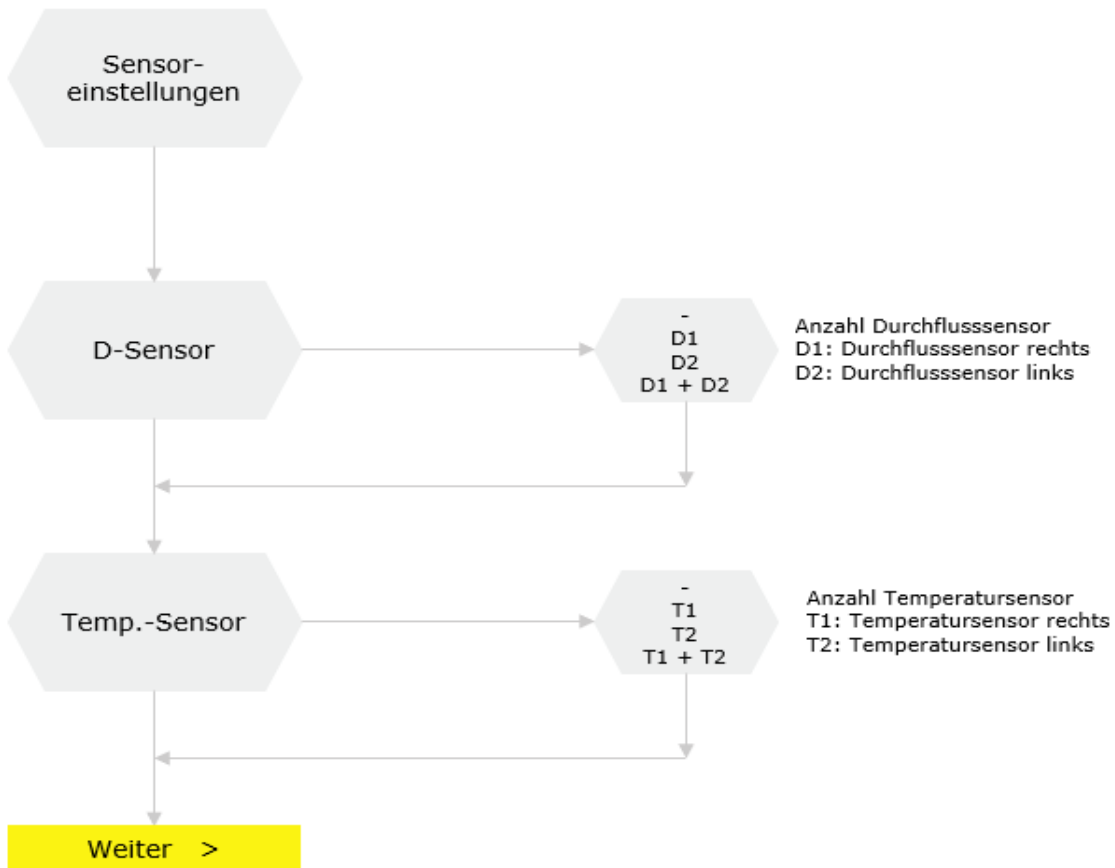 Sensor-
einstellungen
D-Sensor
-
D1
D2
D1 + D2
Anzahl Durchflusssensor
D1: Durchflusssensor rechts
D2: Durchflusssensor links
Temp.-Sensor
-
T1
T2
T1 + T2
Anzahl Temperatursensor
T1: Temperatursensor rechts
T2: Temperatursensor links
Weiter >